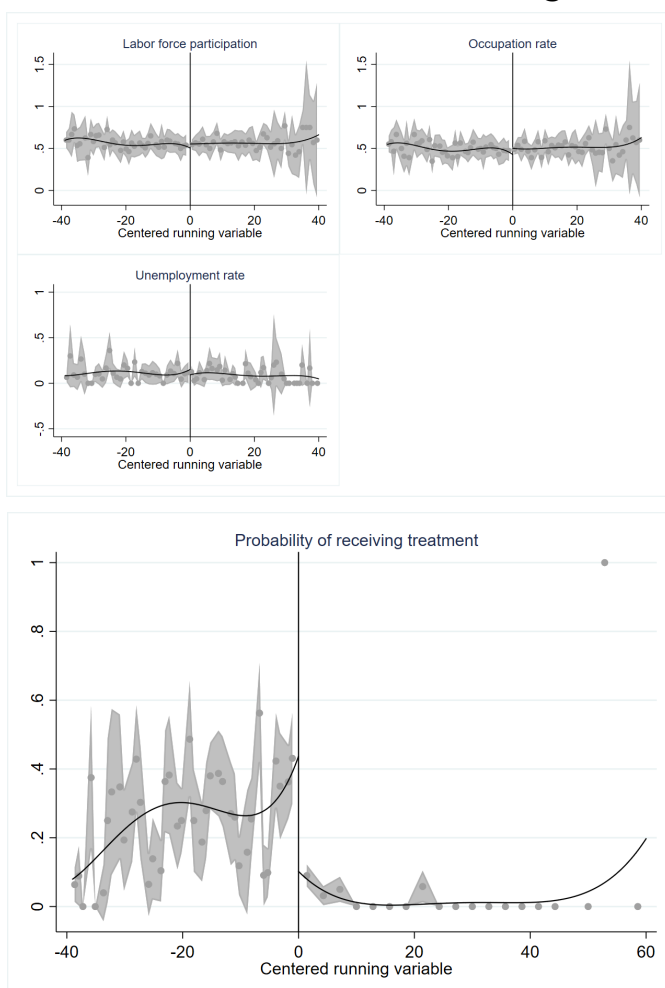 Labor force participation
1.5
1
.5
0
-40 -20 0 20 40
Centered running variable
Occupation rate
1.5
1
.5
0
-40 -20 0 20 40
Centered running variable
Unemployment rate
1
.5
0
-.5
-40 -20 0 20 40
Centered running variable
Probability of receiving treatment
1
.8
.6
.4
.2
0
-40 -20 0 20 40 60
Centered running variable